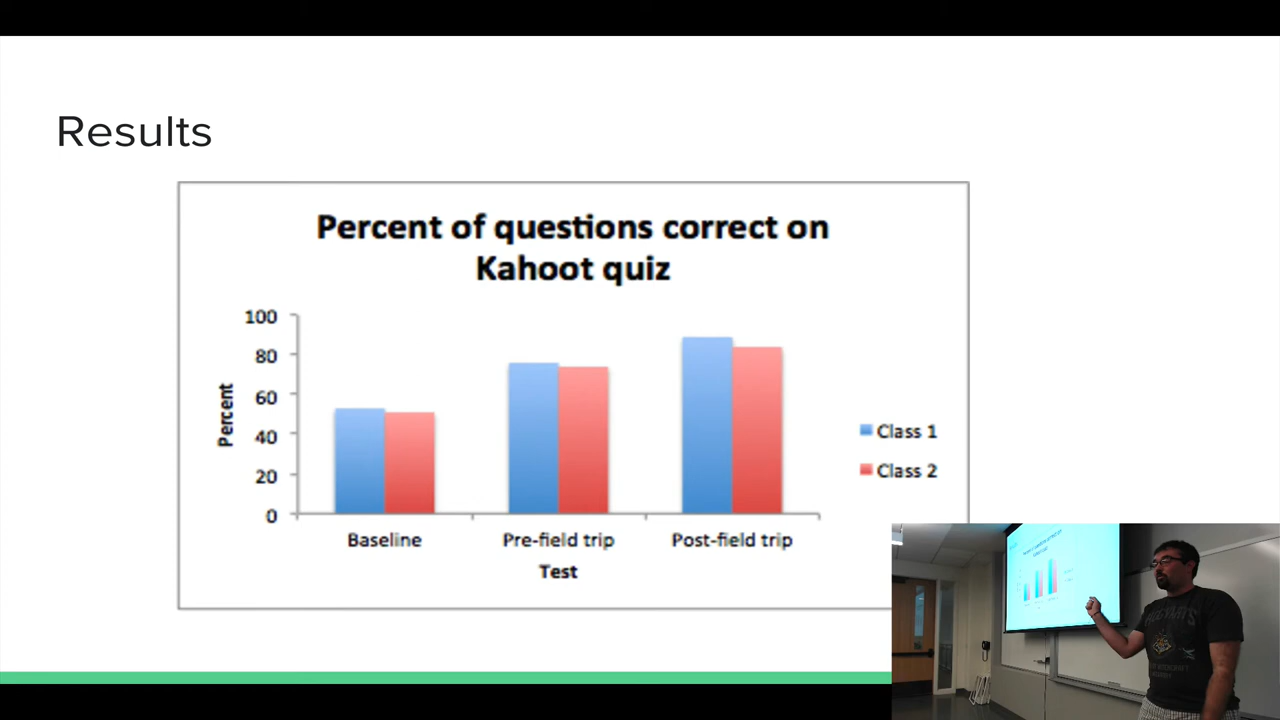 Results
Percent of questions correct on
Kahoot quiz
100
80
60
40
20
0
Percent
Baseline
Pre-field trip
Post-field trip
Test
Class 1
Class 2